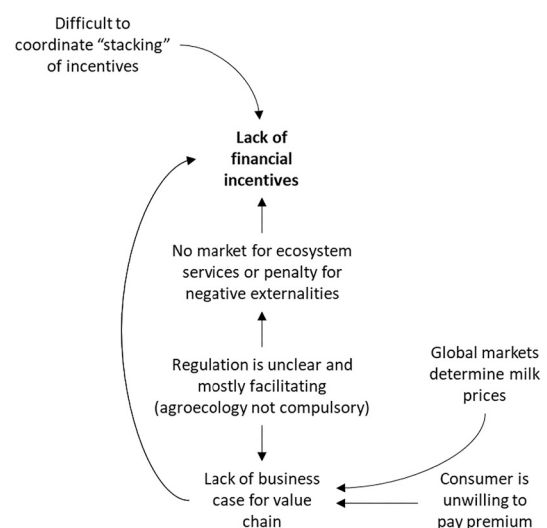 Difficult to
coordinate “stacking”
of incentives
Lack of
financial
incentives
No market for ecosystem
services or penalty for
negative externalities
Regulation is unclear and
mostly facilitating
(agroecology not compulsory)
Global markets
determine milk
prices
Lack of business
case for value
chain
Consumer is
unwilling to
pay premium